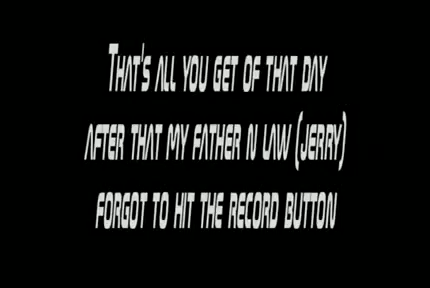 That's all you get of that day
after that my father n law (jerry)
forgot to hit the record button